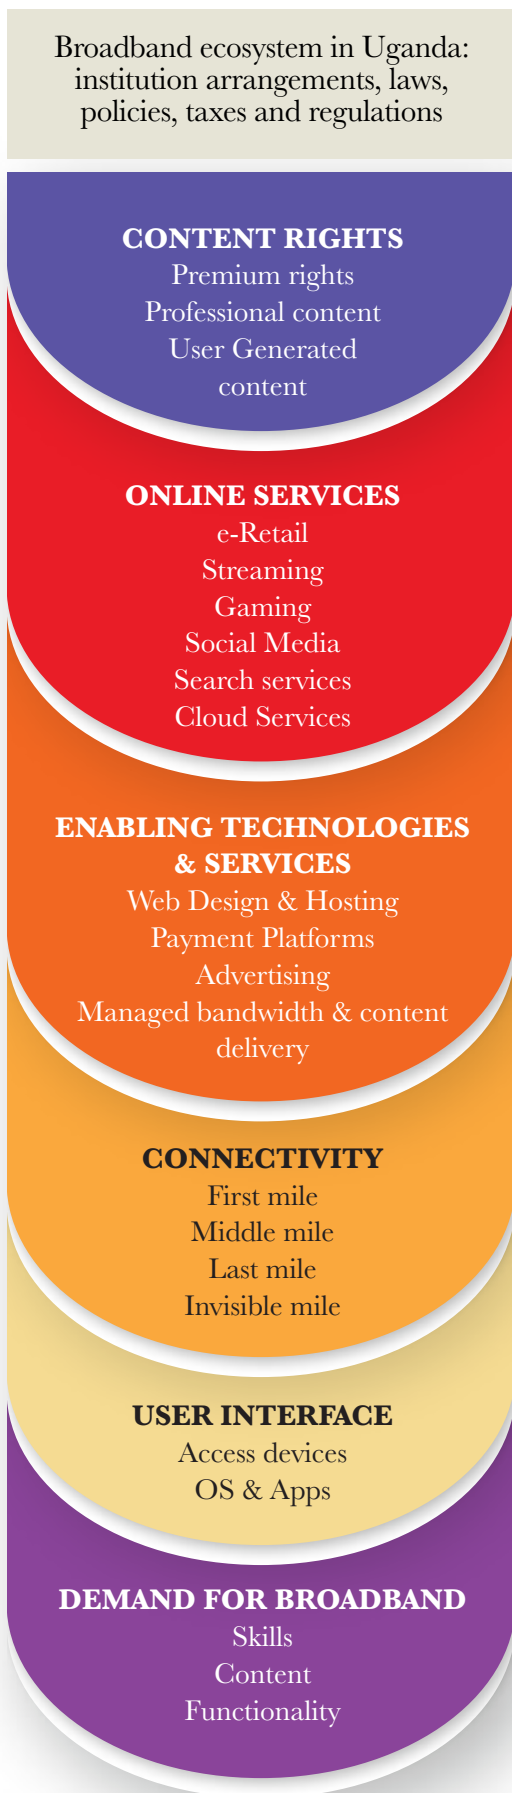 Broadband ecosystem in Uganda:
institution arrangements, laws,
policies, taxes and regulations
CONTENT RIGHTS
Premium rights
Professional content
User Generated
content
ONLINE SERVICES
e-Retail
Streaming
Gaming
Social Media
Search services
Cloud Services
ENABLING TECHNOLOGIES
& SERVICES
Web Design & Hosting
Payment Platforms
Advertising
Managed bandwidth & content
delivery
CONNECTIVITY
First mile
Middle mile
Last mile
Invisible mile
USER INTERFACE
Access devices
OS & Apps
DEMAND FOR BROADBAND
Skills
Content
Functionality